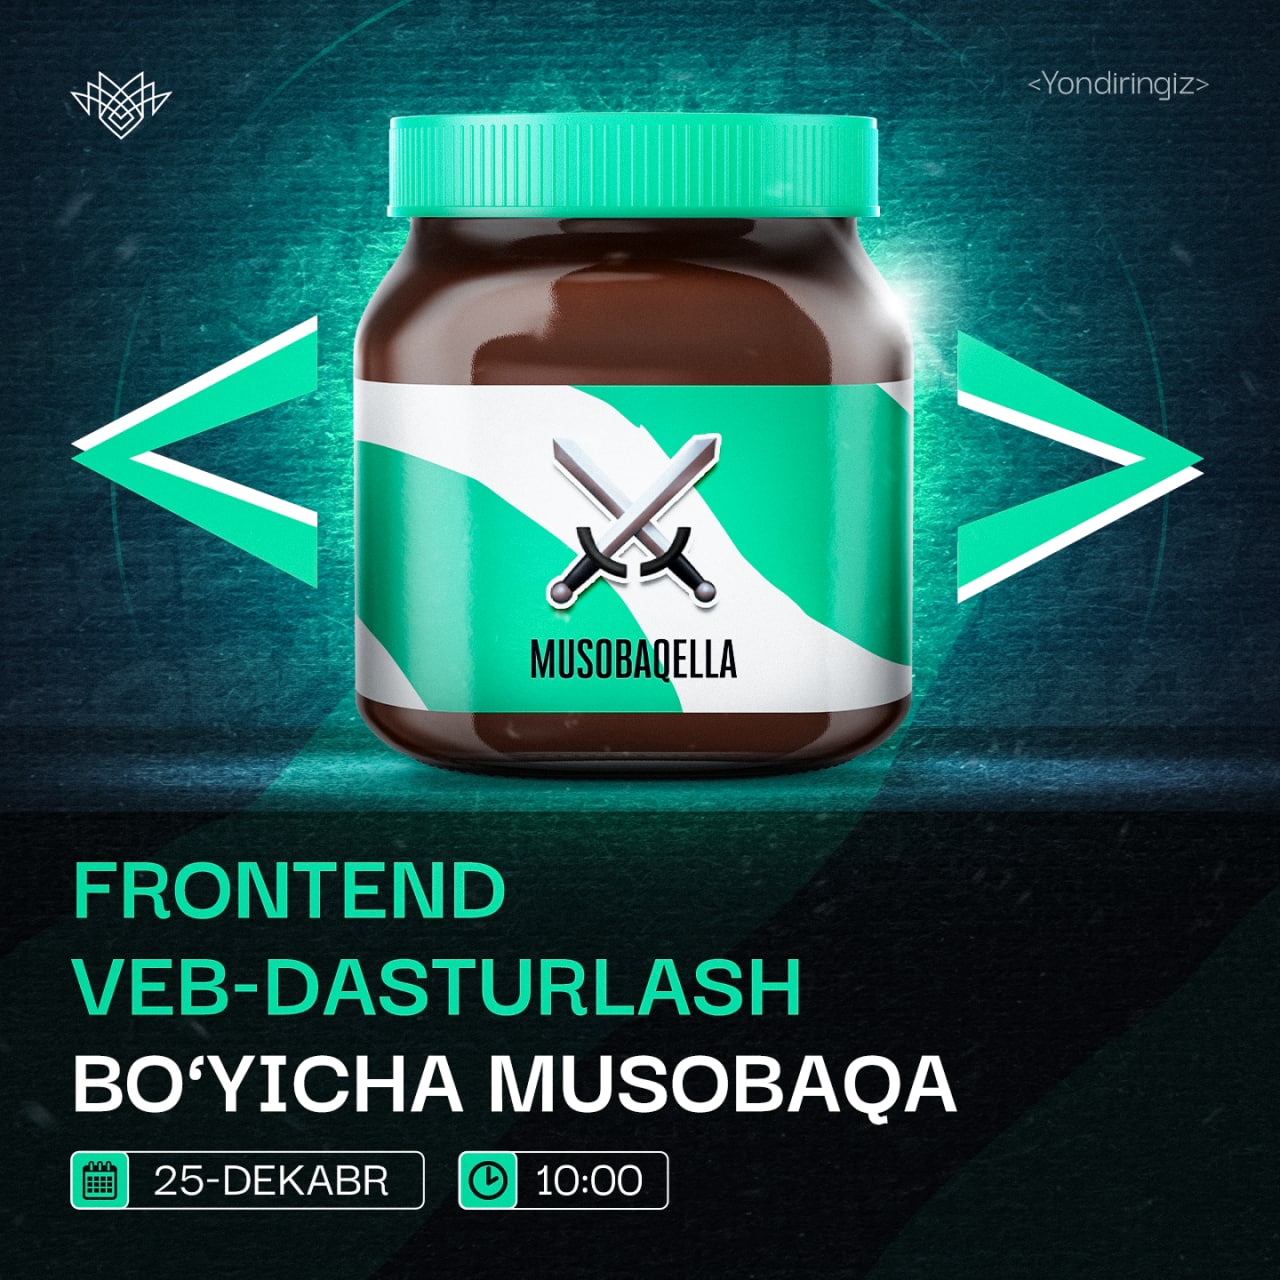 <Yondiringiz>
MUSOBAQELLA
FRONTEND
VEB-DASTURLASH
BO‘YICHA MUSOBAQA
25-DEKABR
10:00